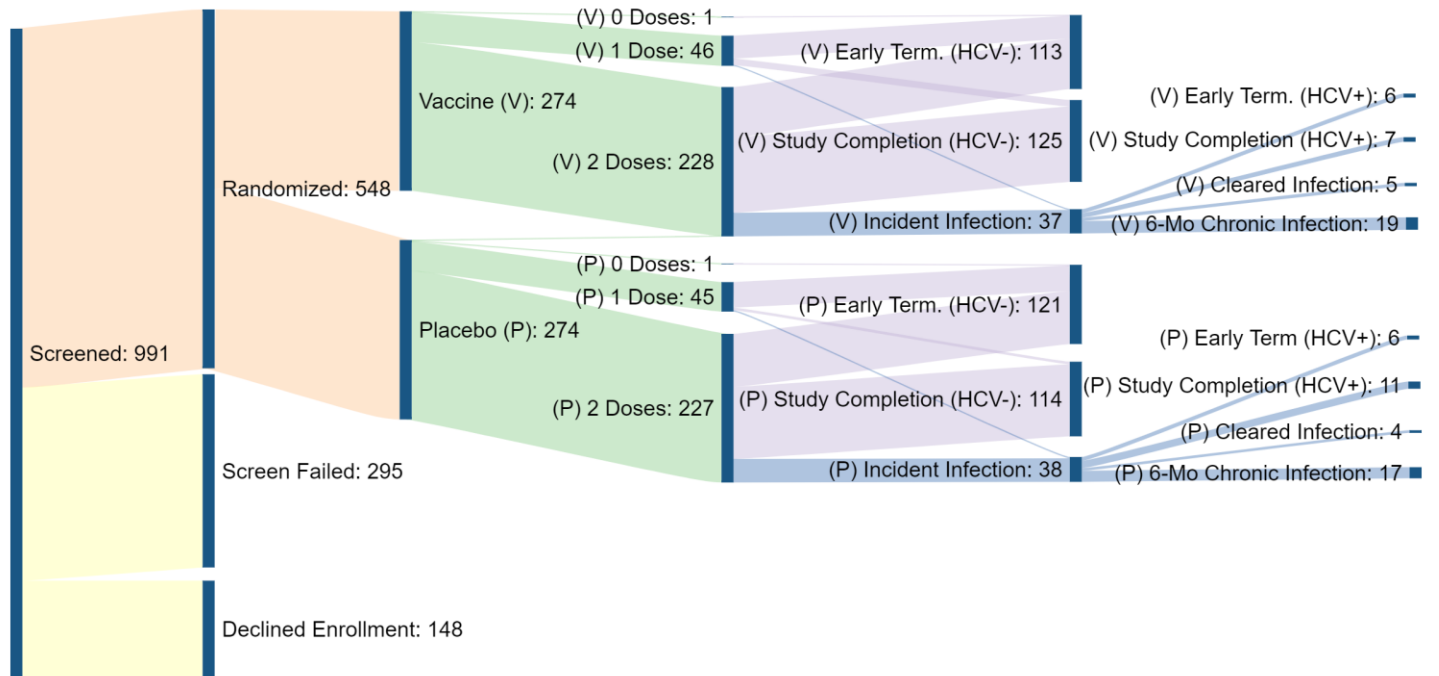 Screened: 991
Randomized: 548
Screen Failed: 295
Declined Enrollment: 148
Vaccine (V): 274
Placebo (P): 274
(V) 0 Doses: 1
(V) 1 Dose: 46
(V) 2 Doses: 228
(P) 0 Doses: 1
(P) 1 Dose: 45
(P) 2 Doses: 227
(V) Early Term. (HCV-): 113
(V) Study Completion (HCV-): 125
(V) Incident Infection: 37
(P) Early Term. (HCV-): 121
(P) Study Completion (HCV-): 114
(P) Incident Infection: 38
(V) Early Term. (HCV+): 6
(V) Study Completion (HCV+): 7
(V) Cleared Infection: 5
(V) 6-Mo Chronic Infection: 19
(P) Early Term (HCV+): 6
(P) Study Completion (HCV+): 11
(P) Cleared Infection: 4
(P) 6-Mo Chronic Infection: 17